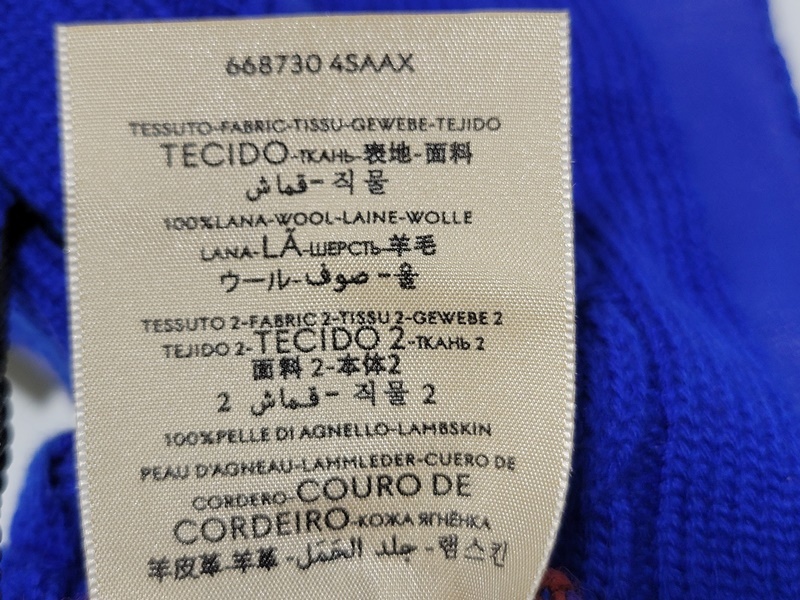 668730 4SAAX
TESSUTO-FABRIC-TISSU-GEWEBE-TEJIDO
TECIDO-ТКАНЬ-表地-面料
قماش-직물
100%LANA-WOOL-LAINE-WOLLE
LANA-LÃ-ШЕРСТЬ-羊毛
ウール-صوف-울
TESSUTO 2-FABRIC 2-TISSU 2-GEWEBE 2
TEJIDO 2-TECIDO 2-ТКАНЬ 2
面料 2-本体2
2 قماش-직물 2
100%PELLE DI AGNELLO-LAMBSKIN
PEAU D'AGNEAU-LAMMLEDER-CUERO DE
CORDERO-COURO DE
CORDEIRO-КОЖА ЯГНЁНКА
羊皮革-羊革-جلد الحَمَل-램스킨